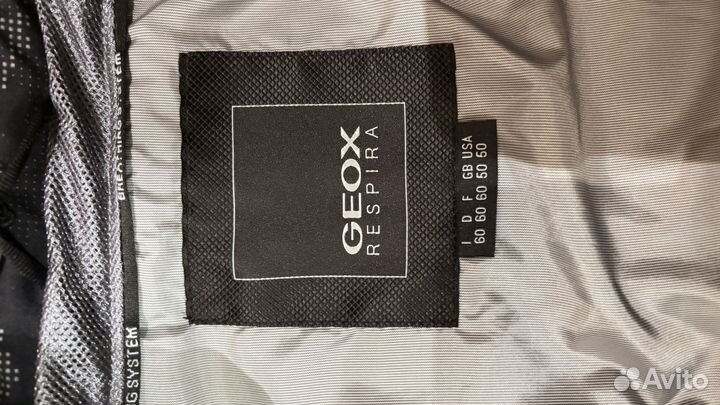 BREATHING SYSTEM
GEOX
RESPIRA
I D F GB USA
60 60 60 50 50
G SYSTEM
Avito